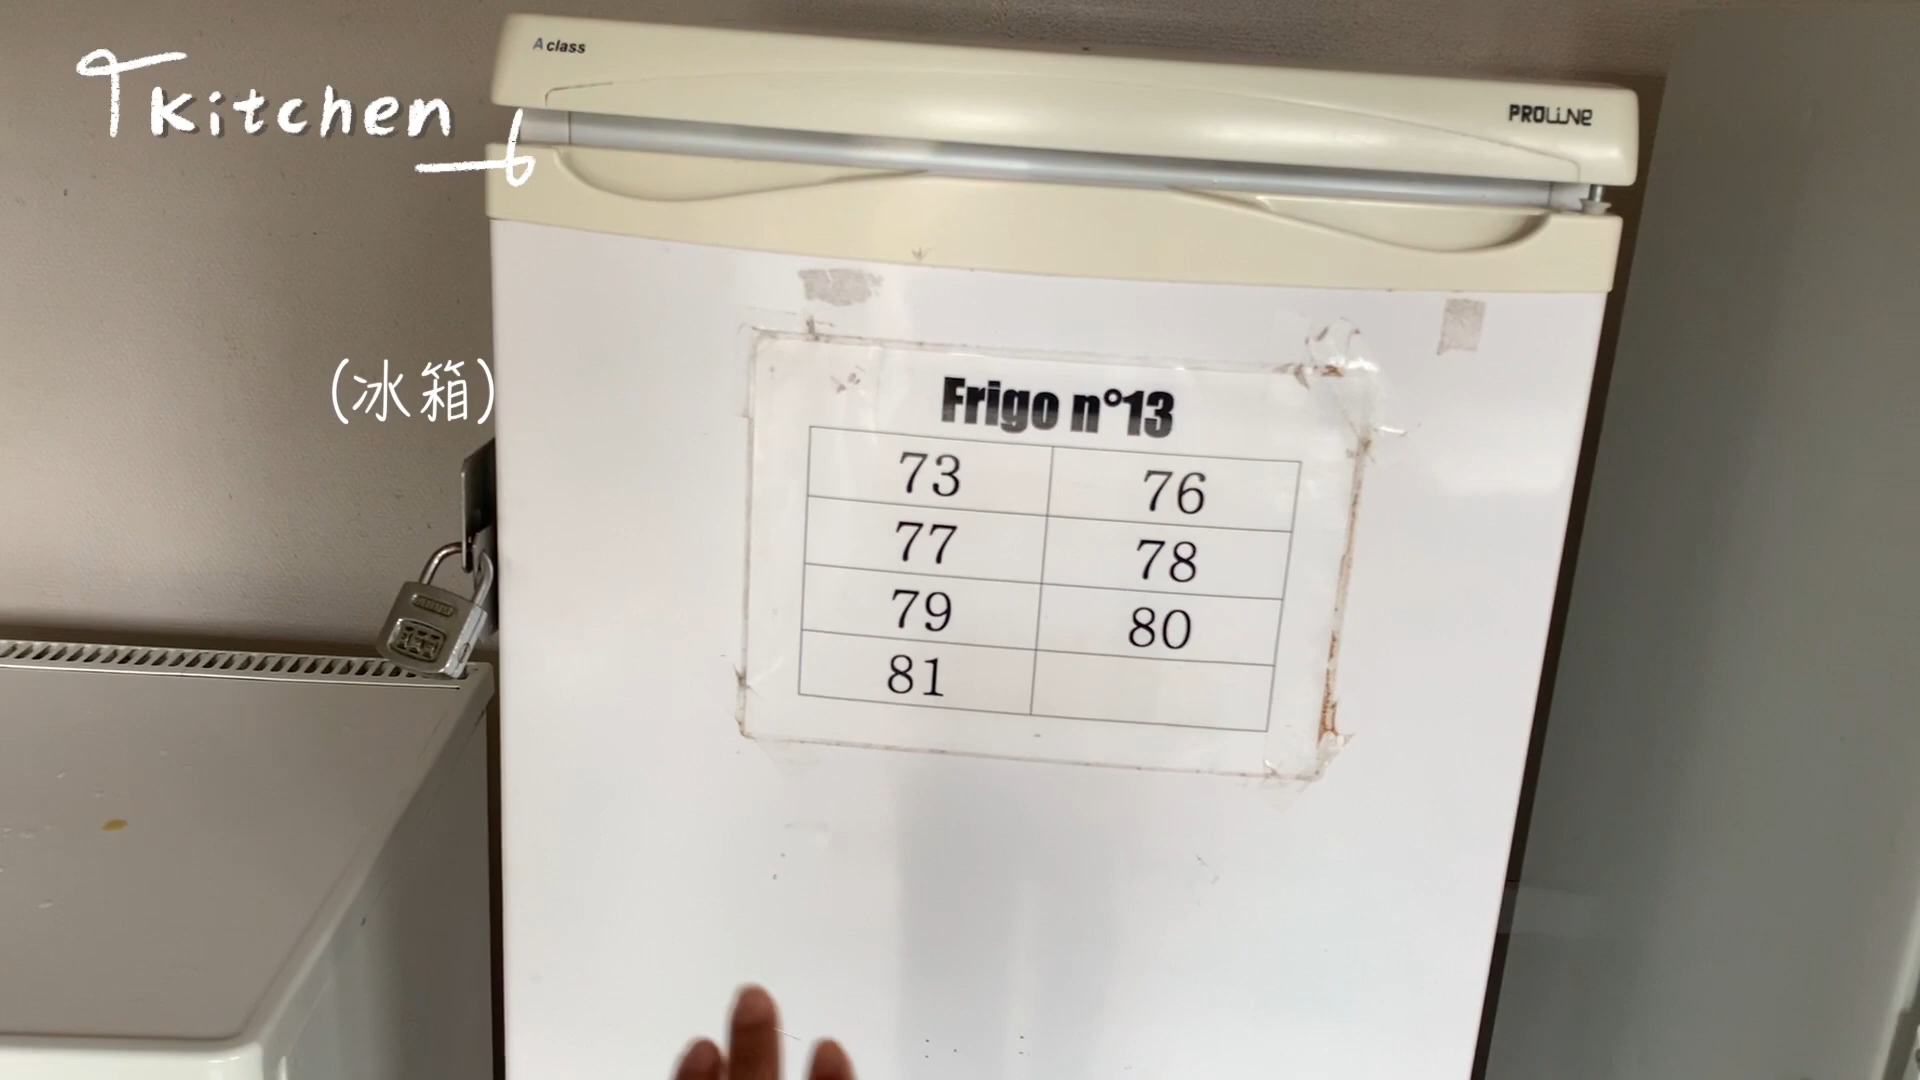 A class
PROLINE
Kitchen
(冰箱)
Frigo n°13
73 76
77 78
79 80
81